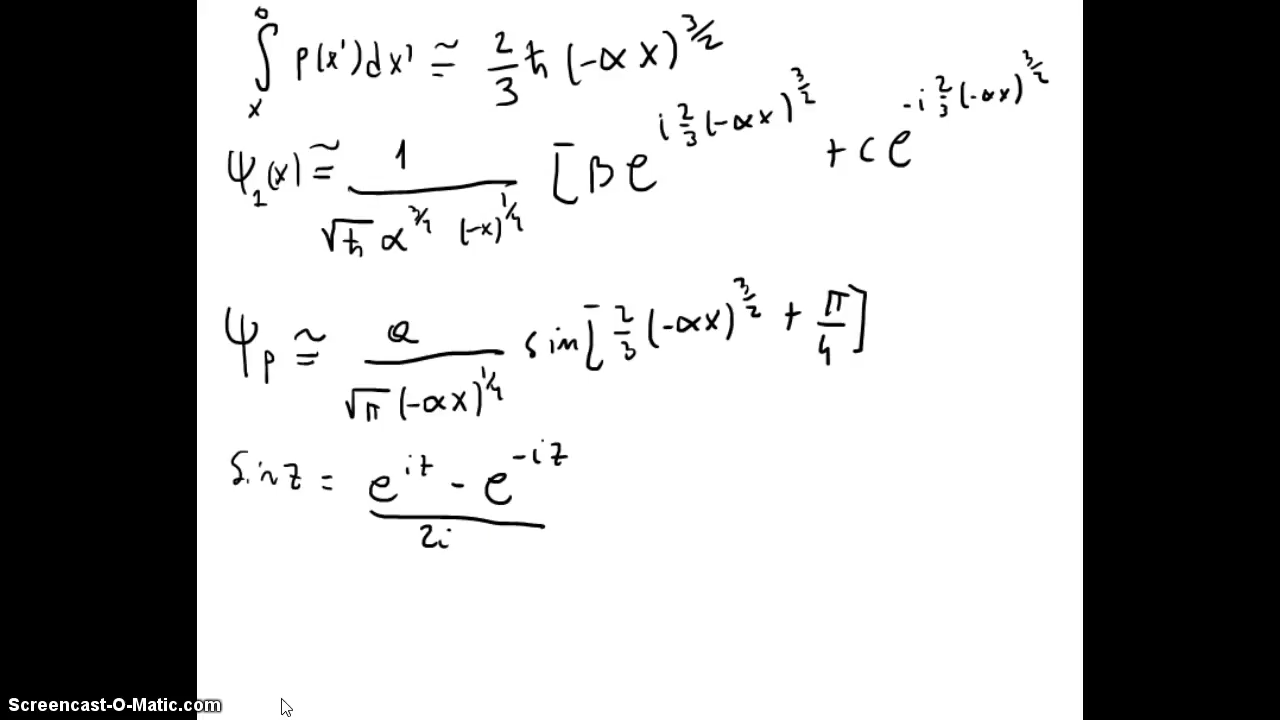 ∫ₓ⁰ p(x')dx' ≅ 2/3 ħ (-αx)^{3/2}
ψ₁(x) ≅ 1/(√ħ α^{3/4} (-x)^{1/4}) [B e^{i 2/3 (-αx)^{3/2}} + C e^{-i 2/3 (-αx)^{3/2}}
ψ_p ≅ a/(√π (-αx)^{1/4}) sin[2/3 (-αx)^{3/2} + π/4]
Sin z = (e^{iz} - e^{-iz})/2i
Screencast-O-Matic.com